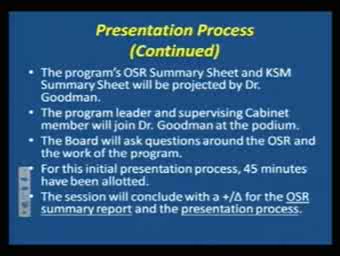 Presentation Process
(Continued)
• The program's OSR Summary Sheet and KSM
Summary Sheet will be projected by Dr.
Goodman.
• The program leader and supervising Cabinet
member will join Dr. Goodman at the podium.
• The Board will ask questions around the OSR and
the work of the program.
• For this initial presentation process, 45 minutes
have been allotted.
• The session will conclude with a +/Δ for the OSR
summary report and the presentation process.